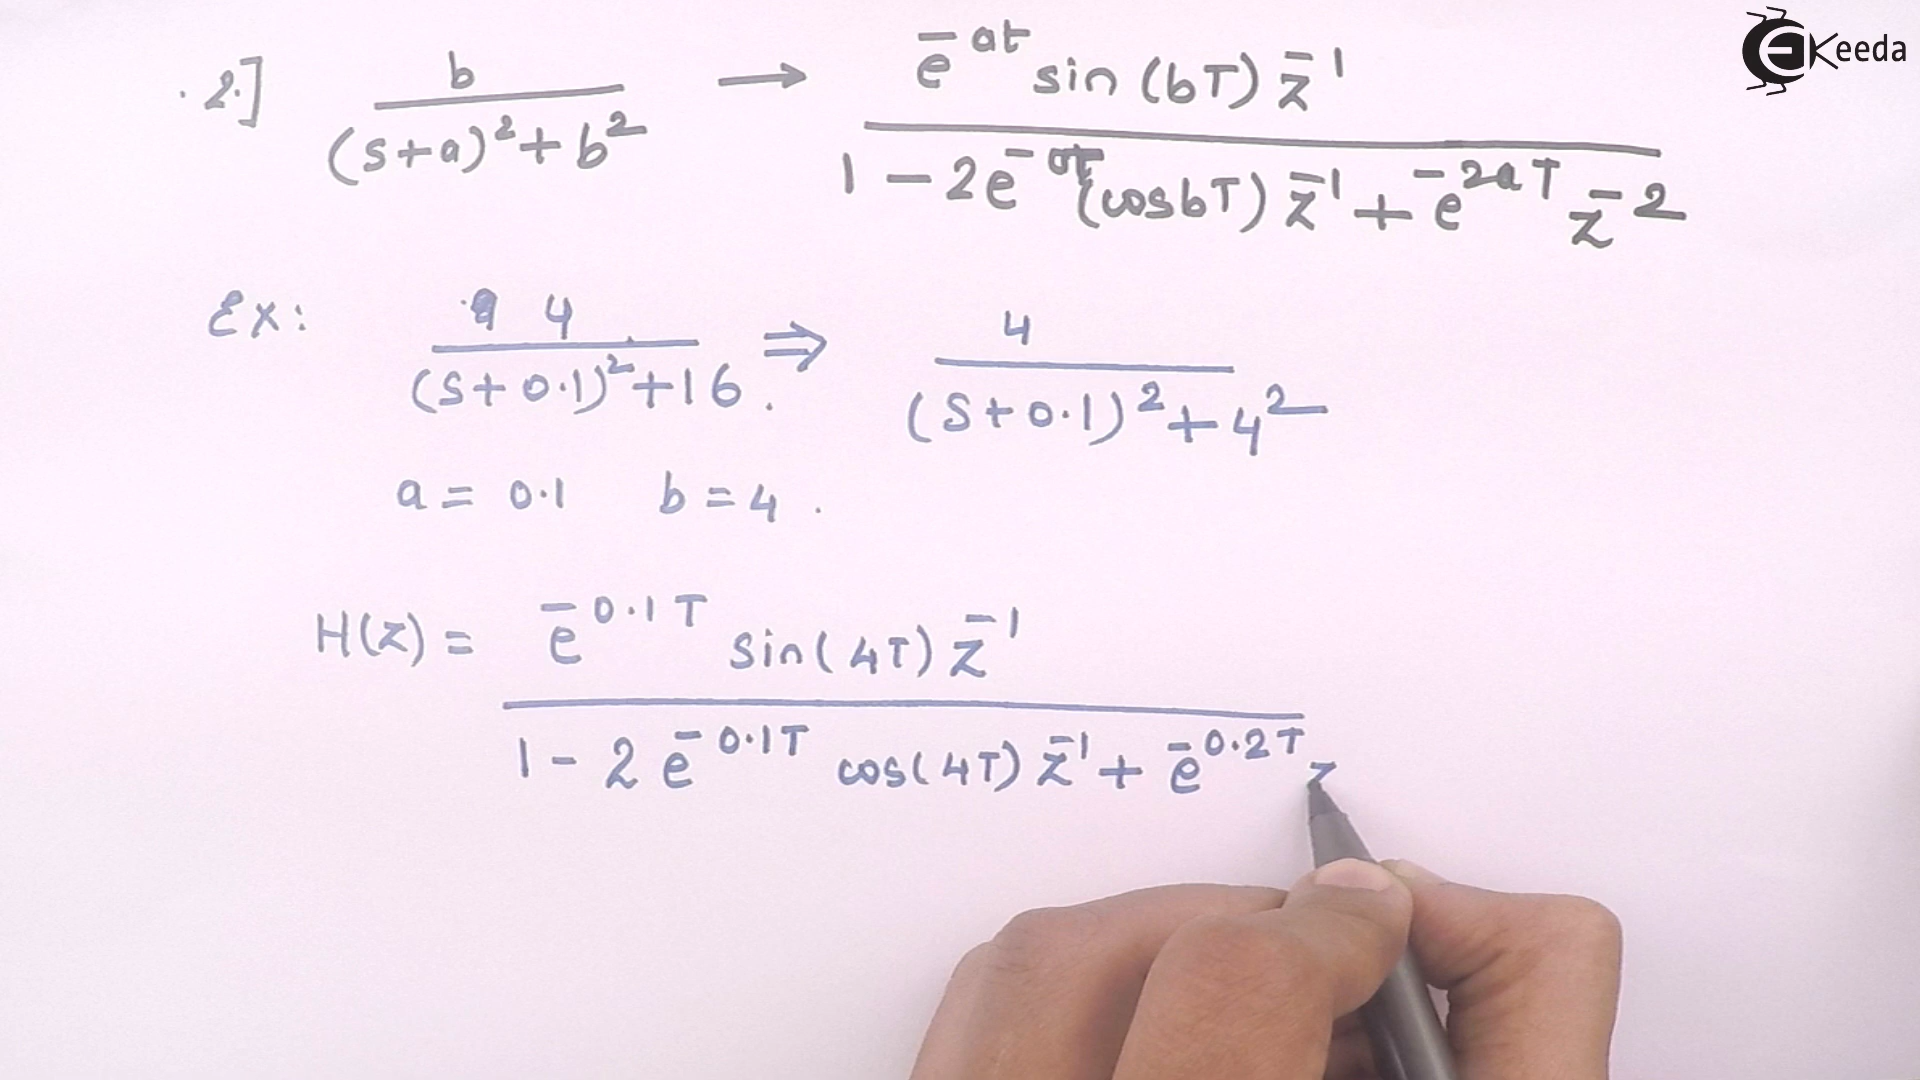 EKeeda
2.] b / (s+a)² + b² → e^-at sin (bT) z^-1 / 1 - 2e^-at (cosbT) z^-1 + e^-2aT z^-2
Ex: 4 / (s+0.1)² + 16. ⇒ 4 / (s+0.1)² + 4²
a = 0.1 b = 4.
H(z) = e^-0.1T sin(4T) z^-1 / 1 - 2 e^-0.1T cos(4T) z^-1 + e^-0.2T z